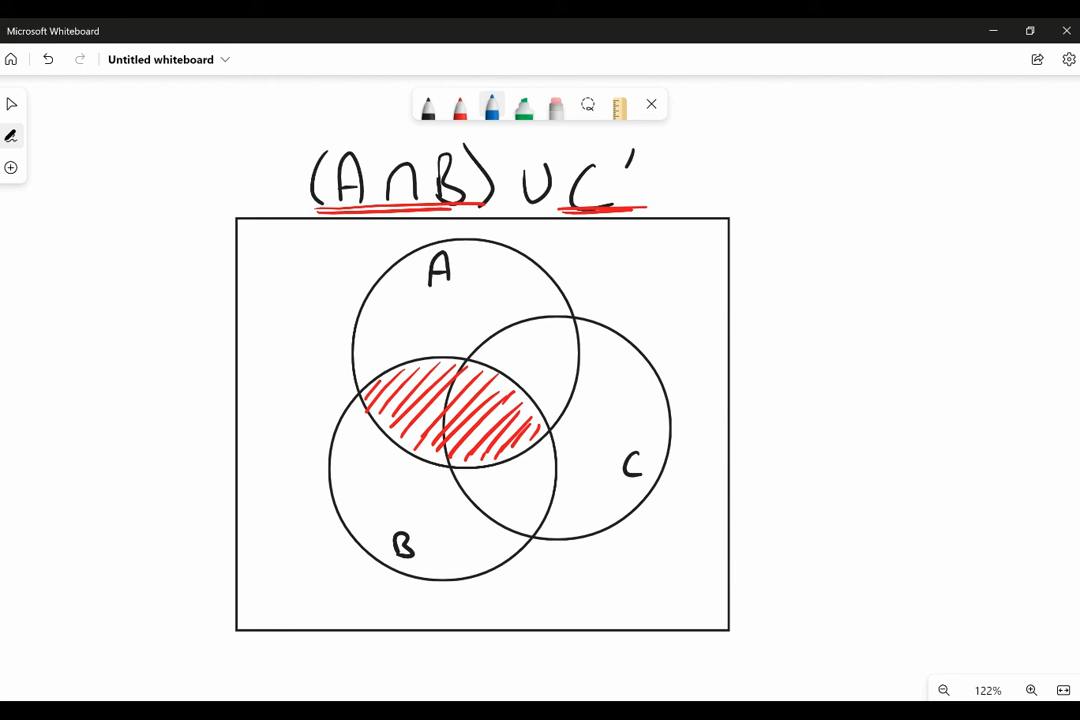 Microsoft Whiteboard
Untitled whiteboard
(A∩B) ∪ C'
A
C
B
122%